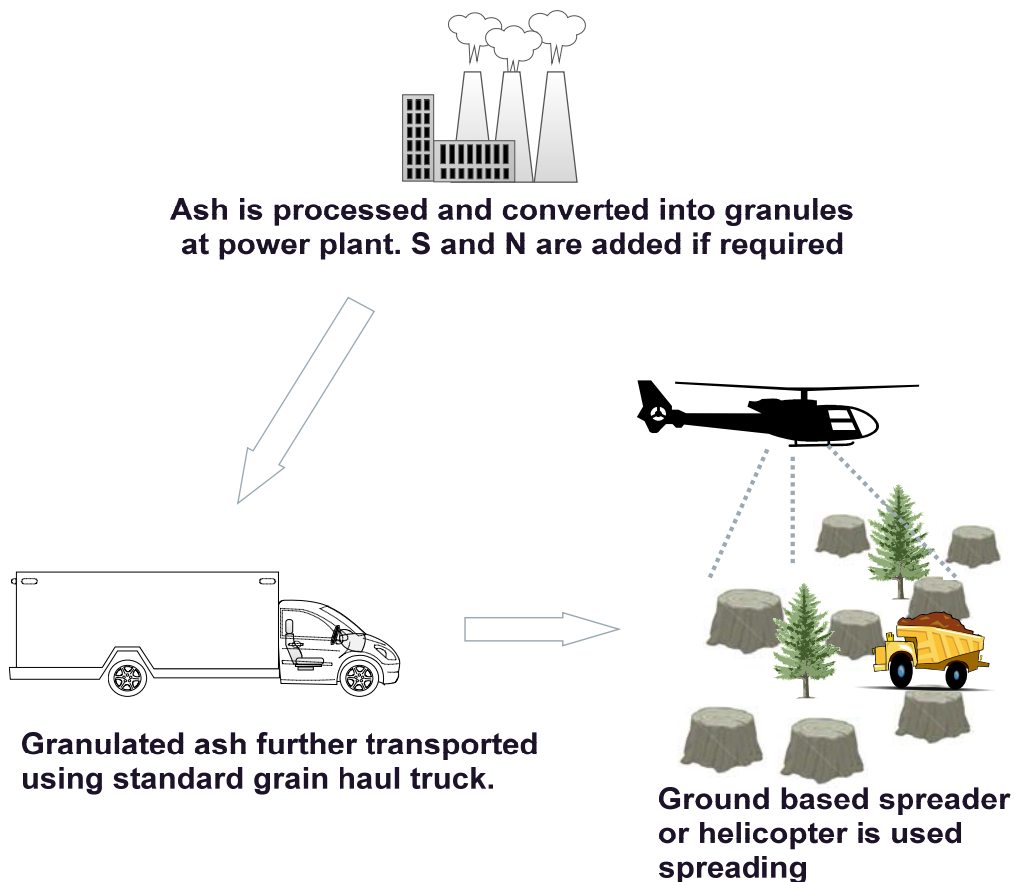 Ash is processed and converted into granules
at power plant. S and N are added if required
Granulated ash further transported
using standard grain haul truck.
Ground based spreader
or helicopter is used
spreading